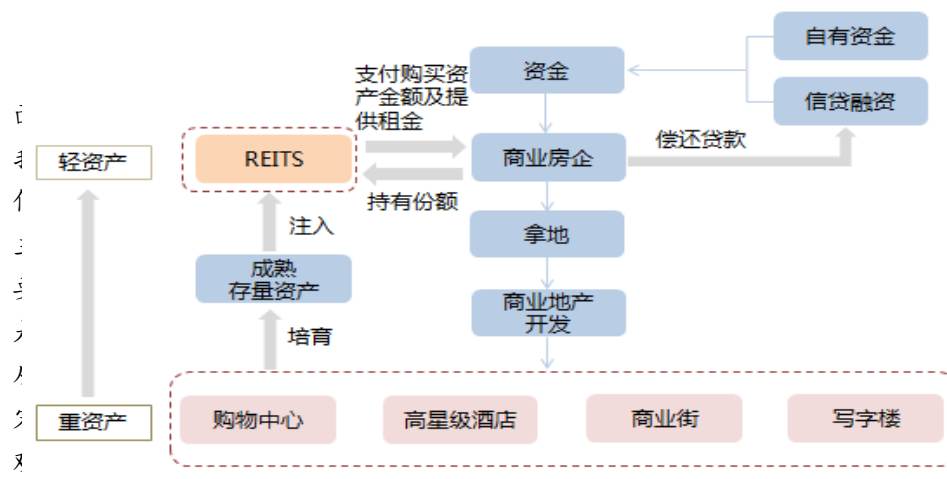 自有资金
资金
信贷融资
支付购买资
产金额及提
供租金
偿还贷款
轻资产
REITS
商业房企
持有份额
注入
拿地
成熟
存量资产
商业地产
开发
培育
重资产
购物中心
高星级酒店
商业街
写字楼